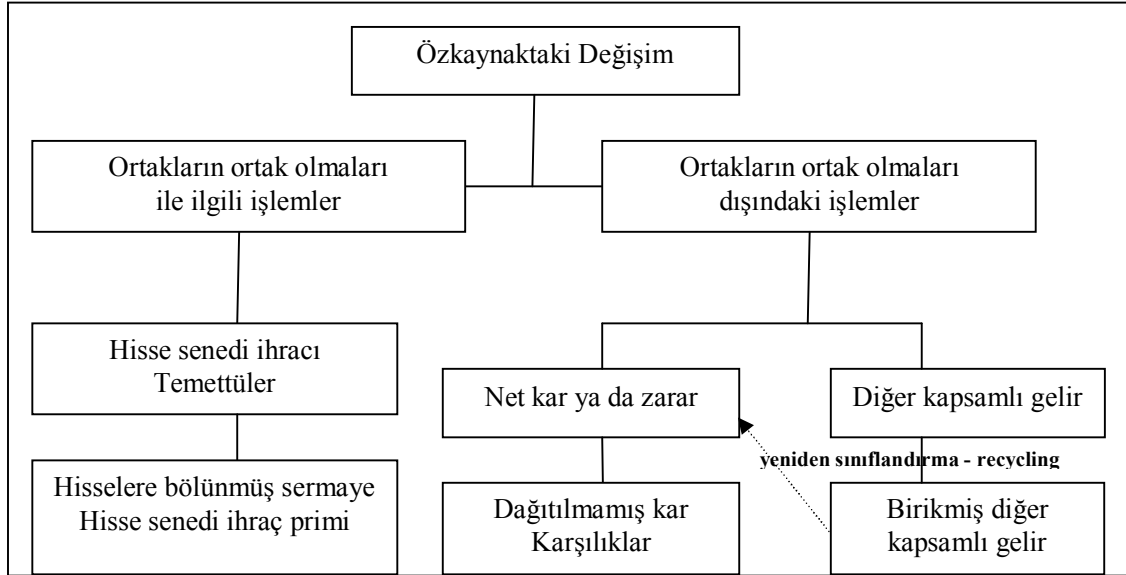 Özkaynaktaki Değişim
Ortakların ortak olmaları
ile ilgili işlemler
Ortakların ortak olmaları
dışındaki işlemler
Hisse senedi ihracı
Temettüler
Net kar ya da zarar
Diğer kapsamlı gelir
yeniden sınıflandırma - recycling
Hisselere bölünmüş sermaye
Hisse senedi ihraç primi
Dağıtılmamış kar
Karşılıklar
Birikmiş diğer
kapsamlı gelir